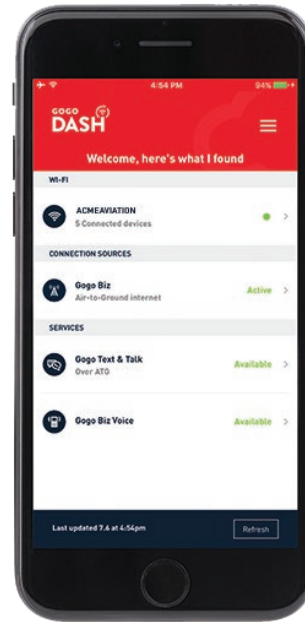 4:54 PM
94%
GOGO
DASH
Welcome, here's what I found
WI-FI
ACMEAVIATION
5 Connected devices
CONNECTION SOURCES
Gogo Biz
Air-to-Ground internet
Active
SERVICES
Gogo Text & Talk
Over ATG
Available
Gogo Biz Voice
Available
Last updated 7.6 at 4:54pm
Refresh